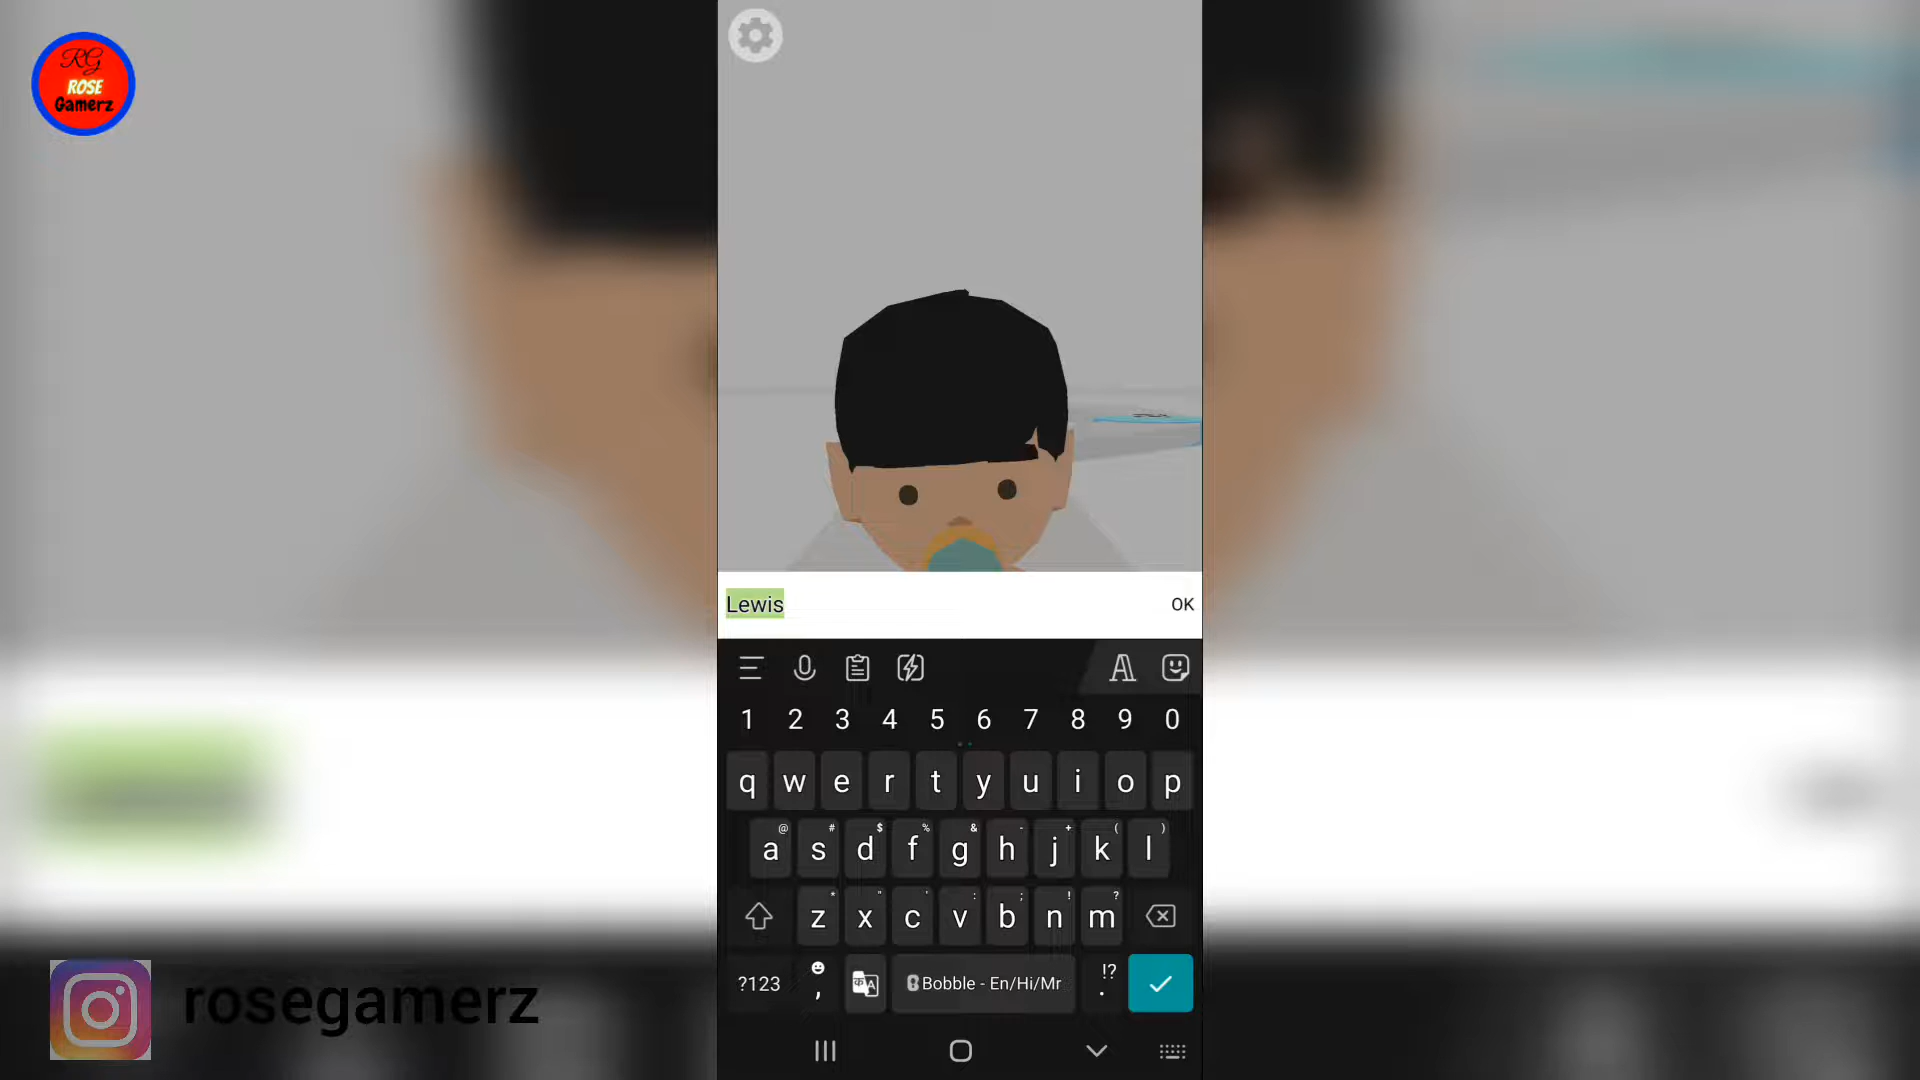 RG
ROSE
Gamerz
Lewis
OK
1 2 3 4 5 6 7 8 9 0
q w e r t y u i o p
@ # $ % & - + ( )
a s d f g h j k l
* " ' : ; ! ?
z x c v b n m
?123 , Bobble - En/Hi/Mr !? .
rosegamerz